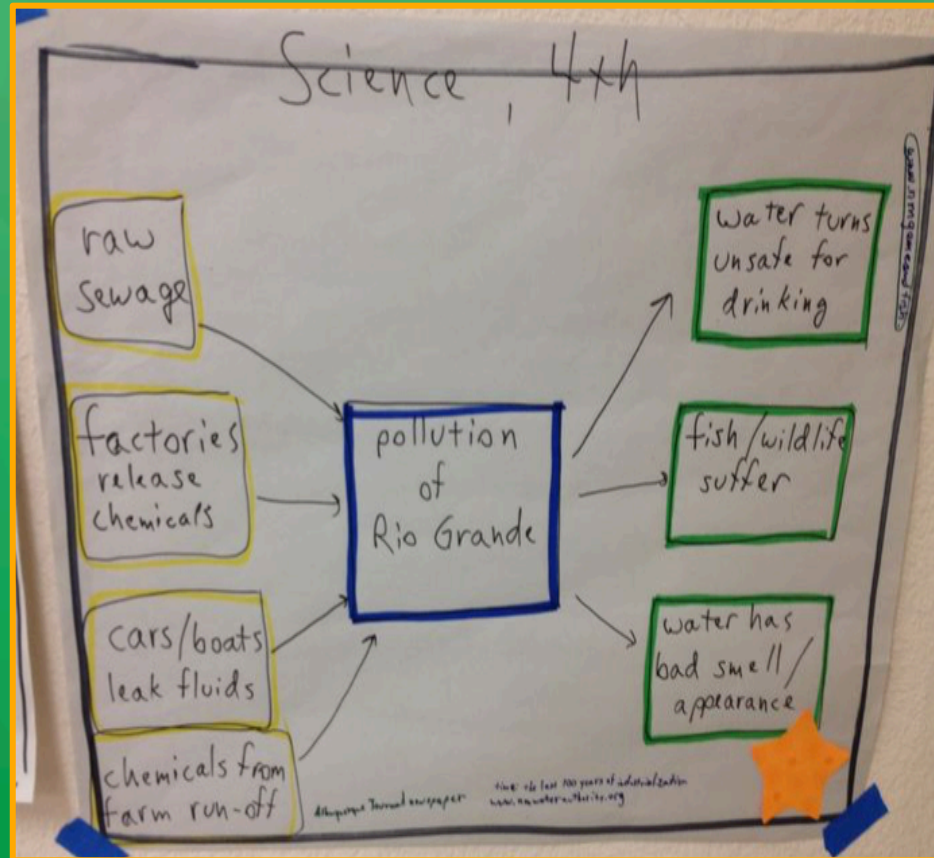 Science, 4th
raw
sewage
factories
release
chemicals
cars/boats
leak fluids
chemicals from
farm run-off
pollution
of
Rio Grande
water turns
unsafe for
drinking
fish/wildlife
suffer
water has
bad smell/
appearance
Albuquerque Journal newspaper
last 100 years of industrialization